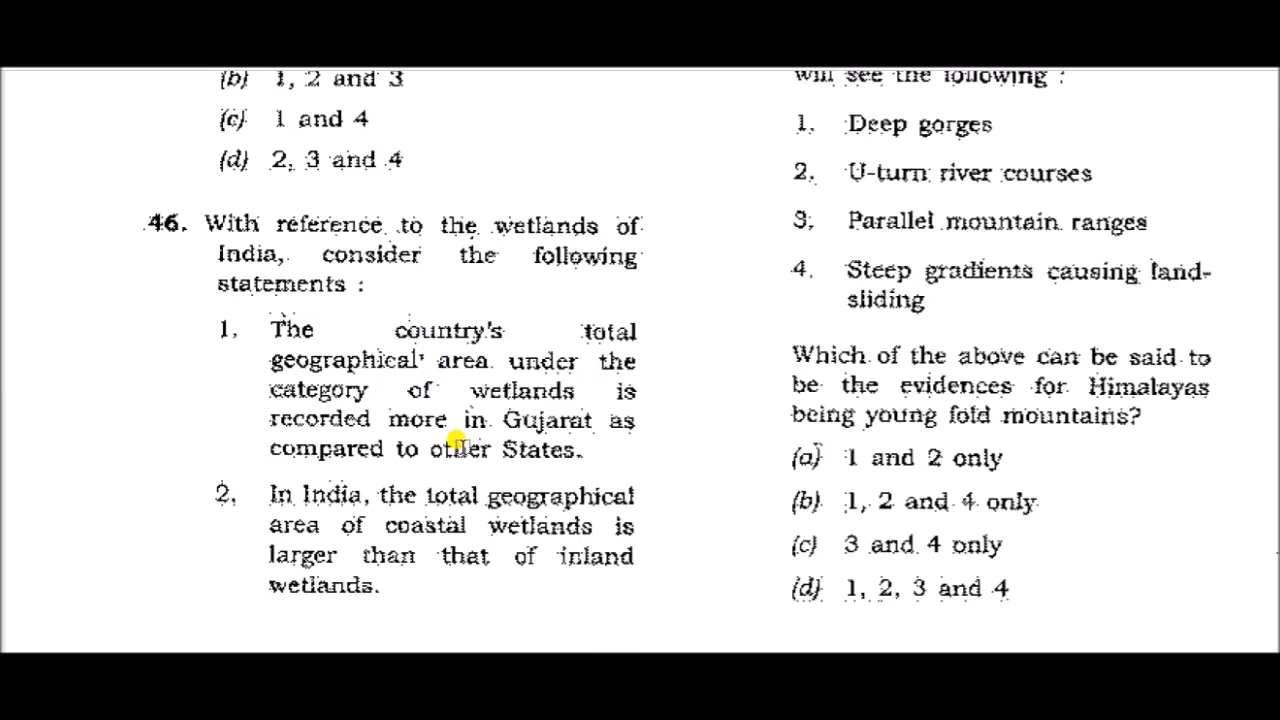 (b) 1, 2 and 3
(c) 1 and 4
(d) 2, 3 and 4
46. With reference to the wetlands of
India, consider the following
statements :
1. The country's total
geographical area under the
category of wetlands is
recorded more in Gujarat as
compared to other States.
2. In India, the total geographical
area of coastal wetlands is
larger than that of inland
wetlands.
will see the following :
1. Deep gorges
2. U-turn river courses
3. Parallel mountain ranges
4. Steep gradients causing land-
sliding
Which of the above can be said to
be the evidences for Himalayas
being young fold mountains?
(a) 1 and 2 only
(b) 1, 2 and 4 only
(c) 3 and 4 only
(d) 1, 2, 3 and 4